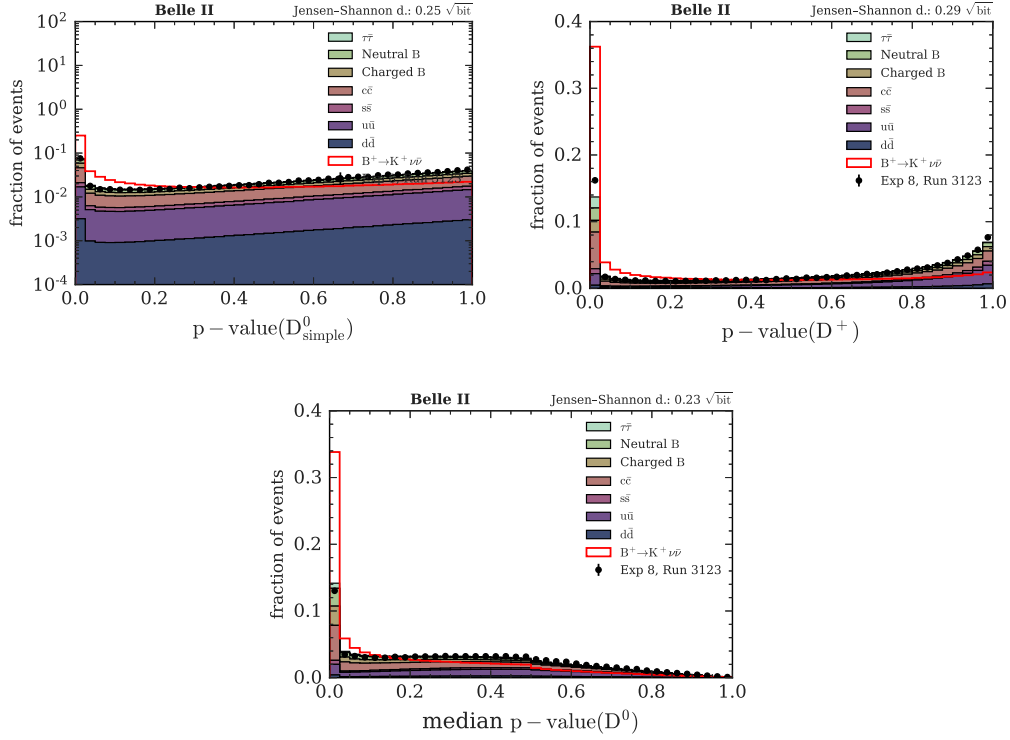 Belle II
Jensen–Shannon d.: 0.25 √bit
10²
10¹
10⁰
10⁻¹
10⁻²
10⁻³
10⁻⁴
fraction of events
ττ̄
Neutral B
Charged B
cc̄
ss̄
uū
dd̄
B⁺→K⁺νν̄
0.0 0.2 0.4 0.6 0.8 1.0
p − value(D⁰simple)
Belle II
Jensen–Shannon d.: 0.29 √bit
0.4
0.3
0.2
0.1
0.0
fraction of events
ττ̄
Neutral B
Charged B
cc̄
ss̄
uū
dd̄
B⁺→K⁺νν̄
Exp 8, Run 3123
0.0 0.2 0.4 0.6 0.8 1.0
p − value(D⁺)
Belle II
Jensen–Shannon d.: 0.23 √bit
0.4
0.3
0.2
0.1
0.0
fraction of events
ττ̄
Neutral B
Charged B
cc̄
ss̄
uū
dd̄
B⁺→K⁺νν̄
Exp 8, Run 3123
0.0 0.2 0.4 0.6 0.8 1.0
median p − value(D⁰)